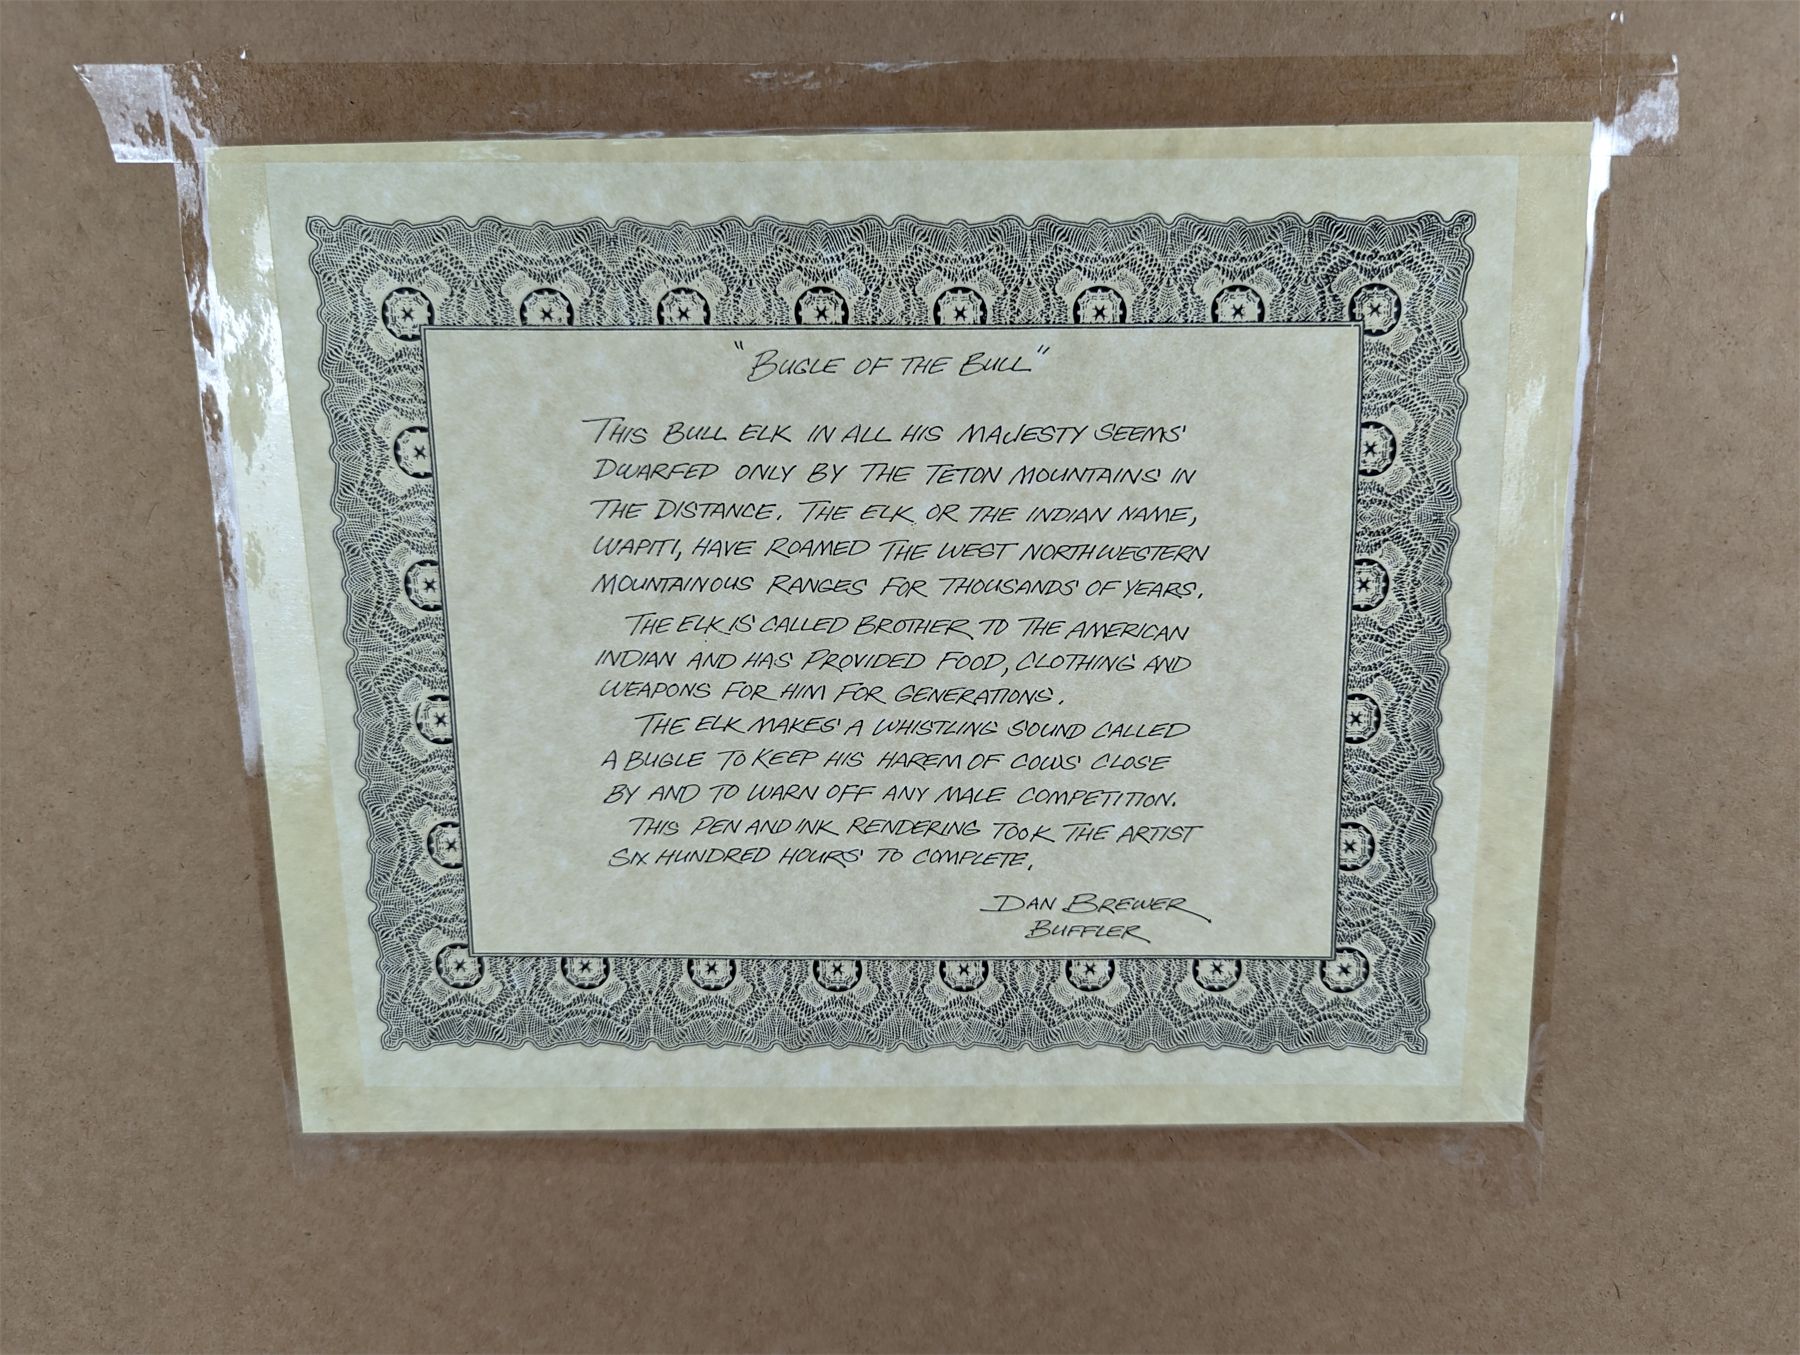 "BUGLE OF THE BULL"
THIS BULL ELK IN ALL HIS MAJESTY SEEMS
DWARFED ONLY BY THE TETON MOUNTAINS IN
THE DISTANCE. THE ELK OR THE INDIAN NAME,
WAPITI, HAVE ROAMED THE WEST NORTHWESTERN
MOUNTAINOUS RANGES FOR THOUSANDS OF YEARS.
THE ELK IS CALLED BROTHER TO THE AMERICAN
INDIAN AND HAS PROVIDED FOOD, CLOTHING AND
WEAPONS FOR HIM FOR GENERATIONS.
THE ELK MAKES A WHISTLING SOUND CALLED
A BUGLE TO KEEP HIS HAREM OF COWS CLOSE
BY AND TO WARN OFF ANY MALE COMPETITION.
THIS PEN AND INK RENDERING TOOK THE ARTIST
SIX HUNDRED HOURS TO COMPLETE.
DAN BREWER
BUFFLER